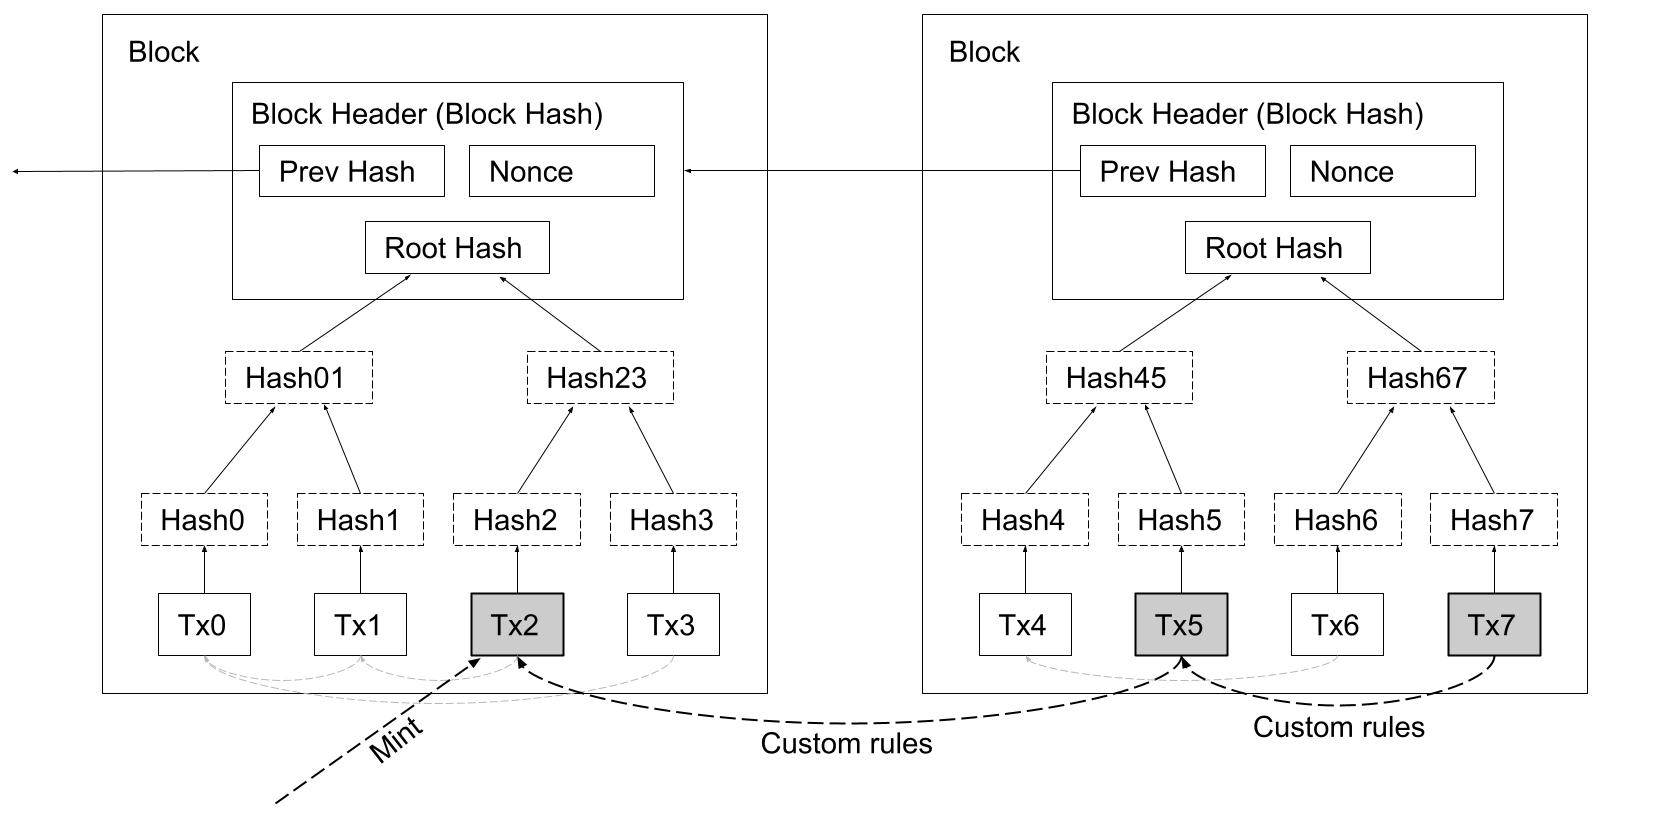 Block
Block Header (Block Hash)
Prev Hash
Nonce
Root Hash
Hash01
Hash23
Hash0
Hash1
Hash2
Hash3
Tx0
Tx1
Tx2
Tx3
Block
Block Header (Block Hash)
Prev Hash
Nonce
Root Hash
Hash45
Hash67
Hash4
Hash5
Hash6
Hash7
Tx4
Tx5
Tx6
Tx7
Mint
Custom rules
Custom rules